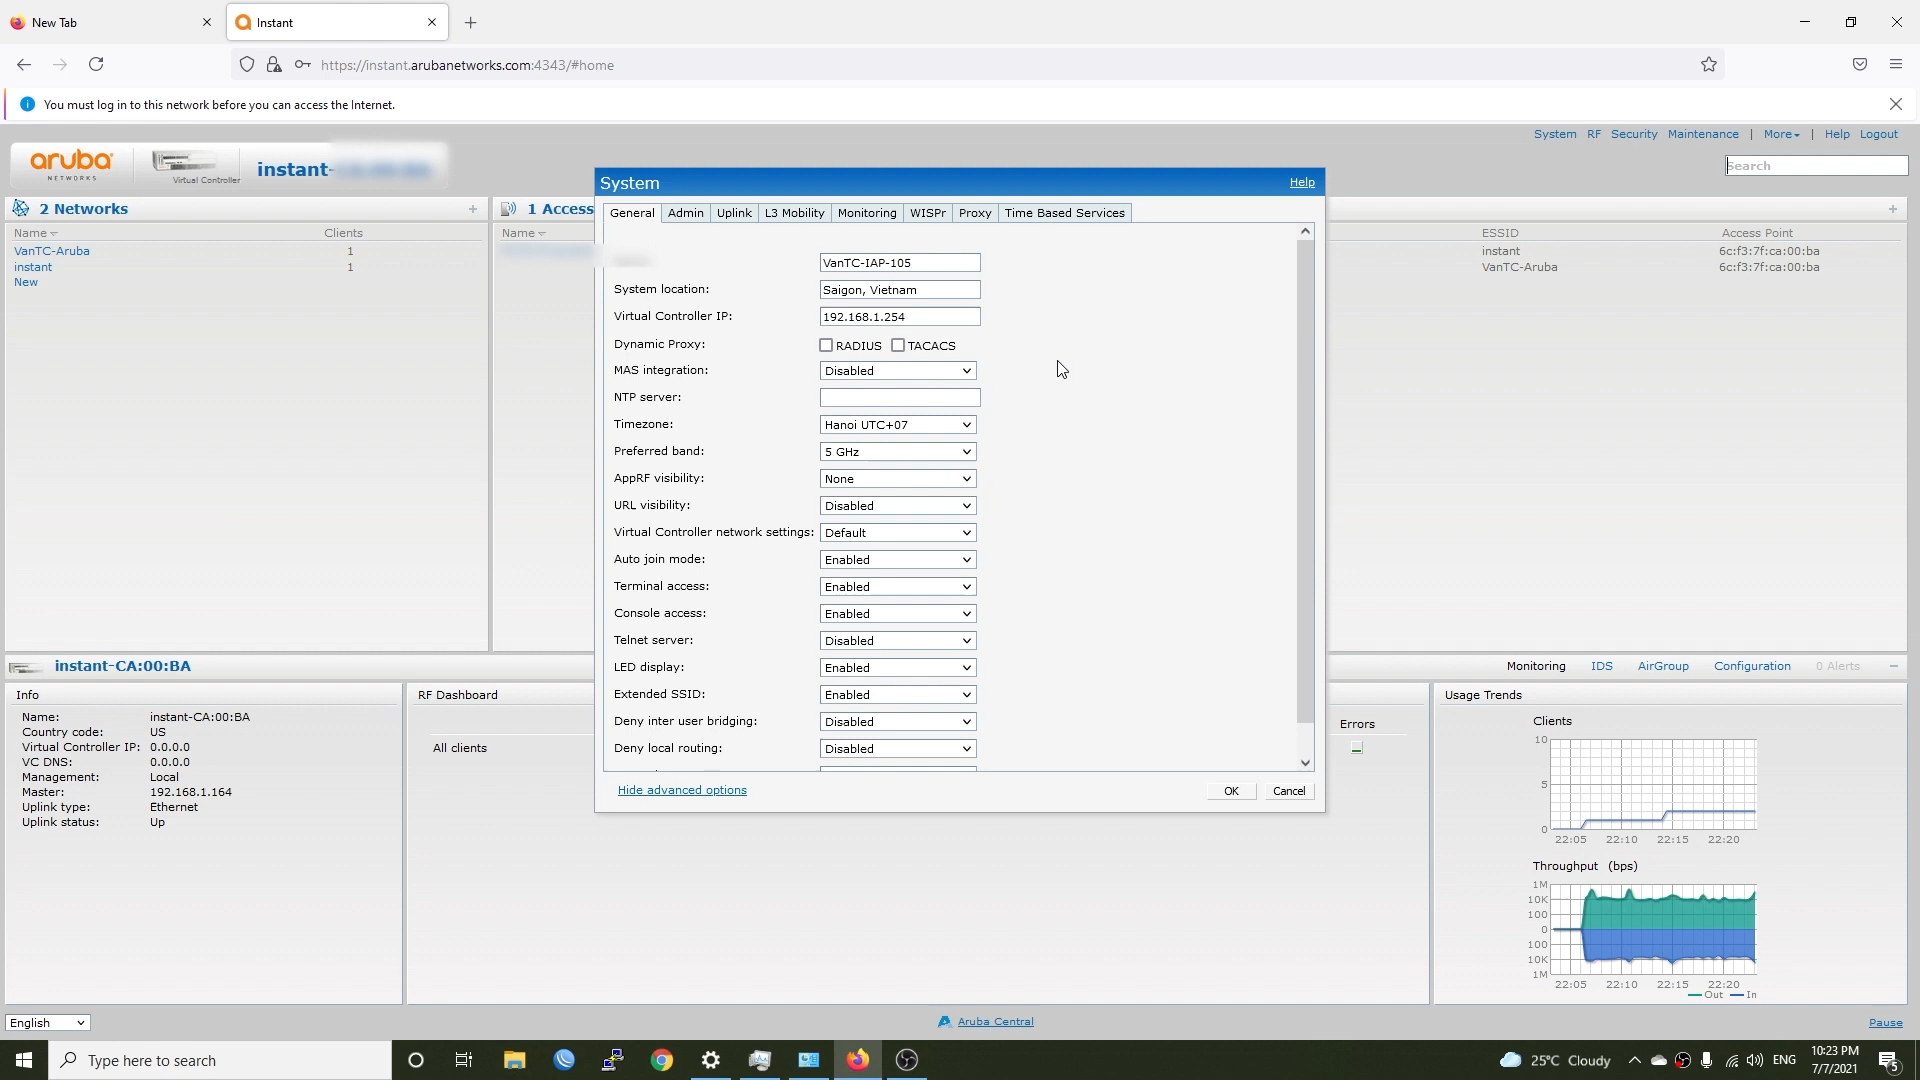 New Tab
Instant
https://instant.arubanetworks.com:4343/#home
You must log in to this network before you can access the Internet.
System RF Security Maintenance | More | Help Logout
aruba
NETWORKS
Virtual Controller
instant-
Search
2 Networks +
Name Clients
VanTC-Aruba 1
instant 1
New
1 Access
Name
+
ESSID Access Point
instant 6c:f3:7f:ca:00:ba
VanTC-Aruba 6c:f3:7f:ca:00:ba
System Help
General Admin Uplink L3 Mobility Monitoring WISPr Proxy Time Based Services
VanTC-IAP-105
System location: Saigon, Vietnam
Virtual Controller IP: 192.168.1.254
Dynamic Proxy: RADIUS TACACS
MAS integration: Disabled
NTP server:
Timezone: Hanoi UTC+07
Preferred band: 5 GHz
AppRF visibility: None
URL visibility: Disabled
Virtual Controller network settings: Default
Auto join mode: Enabled
Terminal access: Enabled
Console access: Enabled
Telnet server: Disabled
LED display: Enabled
Extended SSID: Enabled
Deny inter user bridging: Disabled
Deny local routing: Disabled
Hide advanced options OK Cancel
instant-CA:00:BA
Monitoring IDS AirGroup Configuration 0 Alerts
Info
Name: instant-CA:00:BA
Country code: US
Virtual Controller IP: 0.0.0.0
VC DNS: 0.0.0.0
Management: Local
Master: 192.168.1.164
Uplink type: Ethernet
Uplink status: Up
RF Dashboard
All clients
Errors
Usage Trends
Clients
10
5
0
22:05 22:10 22:15 22:20
Throughput (bps)
1M
10K
100
0
100
10K
1M
22:05 22:10 22:15 22:20
Out In
English
Aruba Central
Pause
Type here to search
25°C Cloudy
ENG
10:23 PM
7/7/2021
5